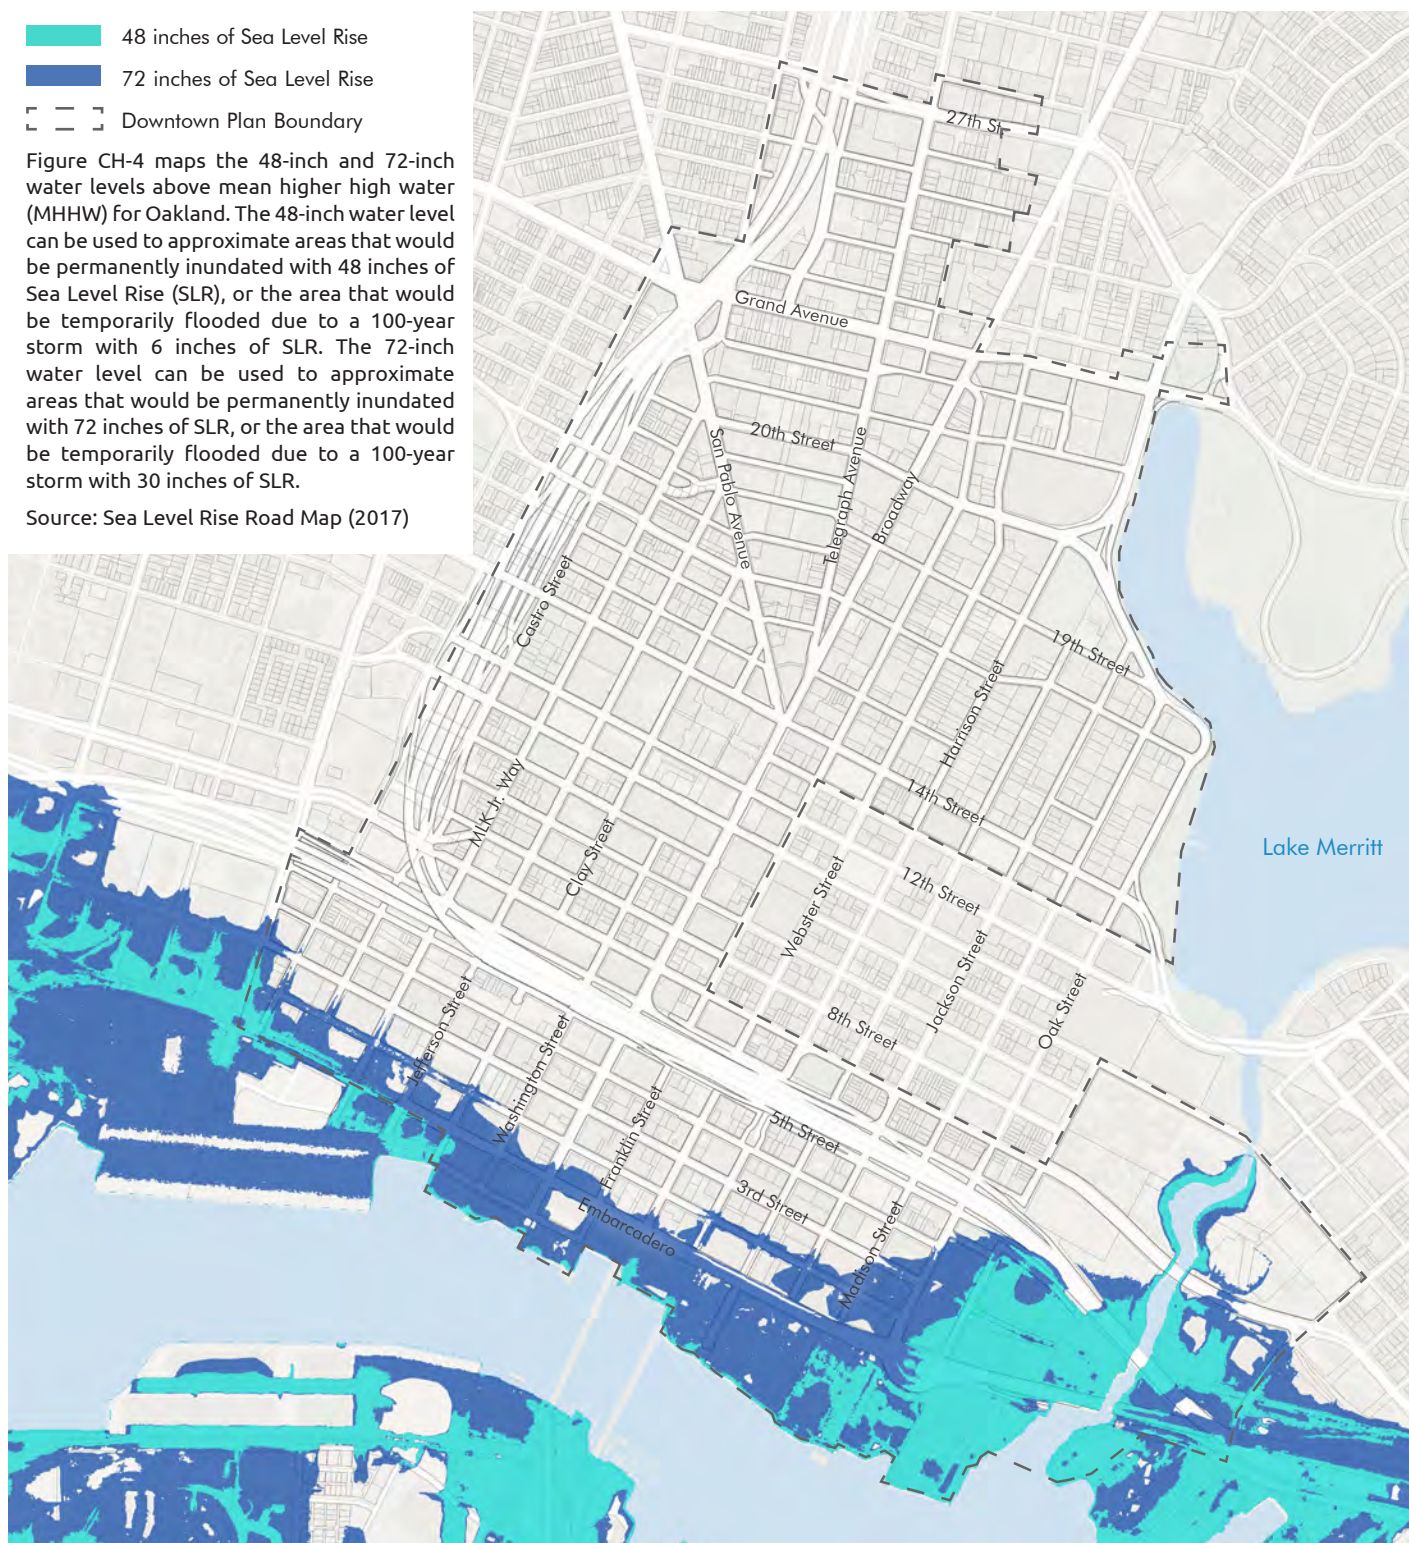 48 inches of Sea Level Rise
72 inches of Sea Level Rise
Downtown Plan Boundary
Figure CH-4 maps the 48-inch and 72-inch
water levels above mean higher high water
(MHHW) for Oakland. The 48-inch water level
can be used to approximate areas that would
be permanently inundated with 48 inches of
Sea Level Rise (SLR), or the area that would
be temporarily flooded due to a 100-year
storm with 6 inches of SLR. The 72-inch
water level can be used to approximate
areas that would be permanently inundated
with 72 inches of SLR, or the area that would
be temporarily flooded due to a 100-year
storm with 30 inches of SLR.
Source: Sea Level Rise Road Map (2017)
27th St.
Grand Avenue
20th Street
San Pablo Avenue
Telegraph Avenue
Broadway
Castro Street
19th Street
Harrison Street
MLK Jr. Way
14th Street
Clay Street
Lake Merritt
Webster Street
12th Street
Jackson Street
Oak Street
8th Street
Jefferson Street
Washington Street
Franklin Street
5th Street
3rd Street
Embarcadero
Madison Street